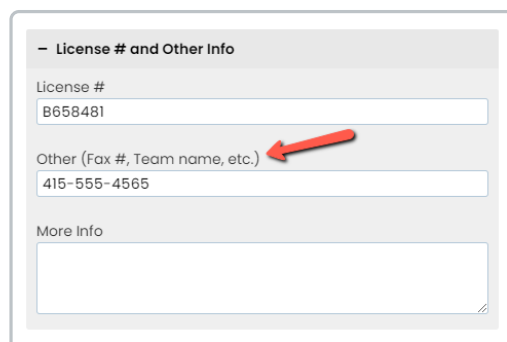 – License # and Other Info
License #
B658481
Other (Fax #, Team name, etc.)
415-555-4565
More Info